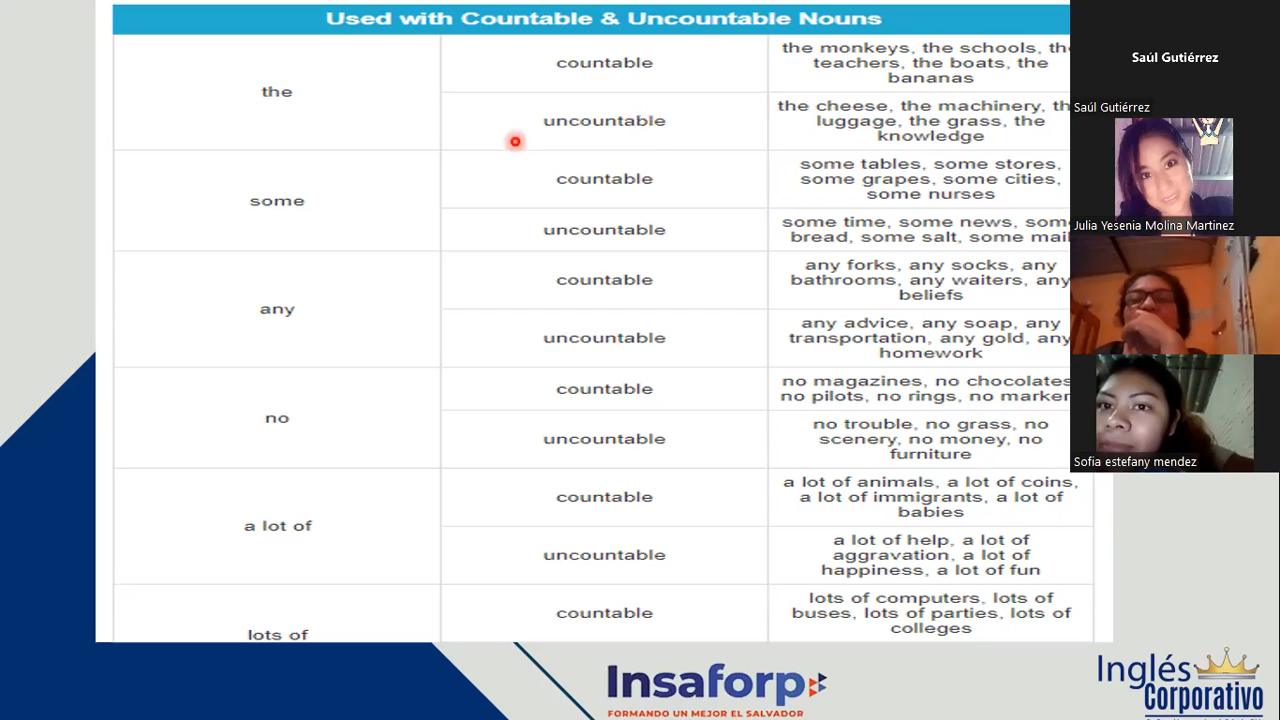 Used with Countable & Uncountable Nouns
the
countable
the monkeys, the schools, the
teachers, the boats, the
bananas
uncountable
the cheese, the machinery, th
luggage, the grass, the
knowledge
some
countable
some tables, some stores,
some grapes, some cities,
some nurses
uncountable
some time, some news, som
bread, some salt, some mail
any
countable
any forks, any socks, any
bathrooms, any waiters, any
beliefs
uncountable
any advice, any soap, any
transportation, any gold, any
homework
no
countable
no magazines, no chocolates
no pilots, no rings, no marker
uncountable
no trouble, no grass, no
scenery, no money, no
furniture
a lot of
countable
a lot of animals, a lot of coins,
a lot of immigrants, a lot of
babies
uncountable
a lot of help, a lot of
aggravation, a lot of
happiness, a lot of fun
lots of
countable
lots of computers, lots of
buses, lots of parties, lots of
colleges
Saúl Gutiérrez
Saúl Gutiérrez
Julia Yesenia Molina Martinez
Sofia estefany mendez
Insaforp
FORMANDO UN MEJOR EL SALVADOR
Inglés
Corporativo